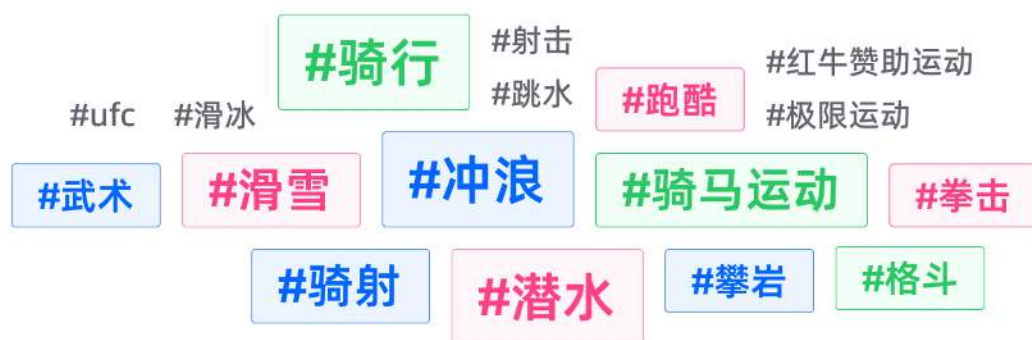 #骑行
#射击
#红牛赞助运动
#跳水
#跑酷
#ufc
#滑冰
#极限运动
#武术
#滑雪
#冲浪
#骑马运动
#拳击
#骑射
#潜水
#攀岩
#格斗